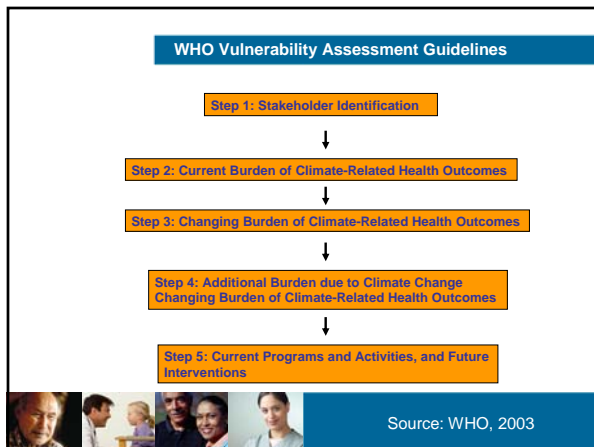 WHO Vulnerability Assessment Guidelines
Step 1: Stakeholder Identification
Step 2: Current Burden of Climate-Related Health Outcomes
Step 3: Changing Burden of Climate-Related Health Outcomes
Step 4: Additional Burden due to Climate Change
Changing Burden of Climate-Related Health Outcomes
Step 5: Current Programs and Activities, and Future
Interventions
Source: WHO, 2003